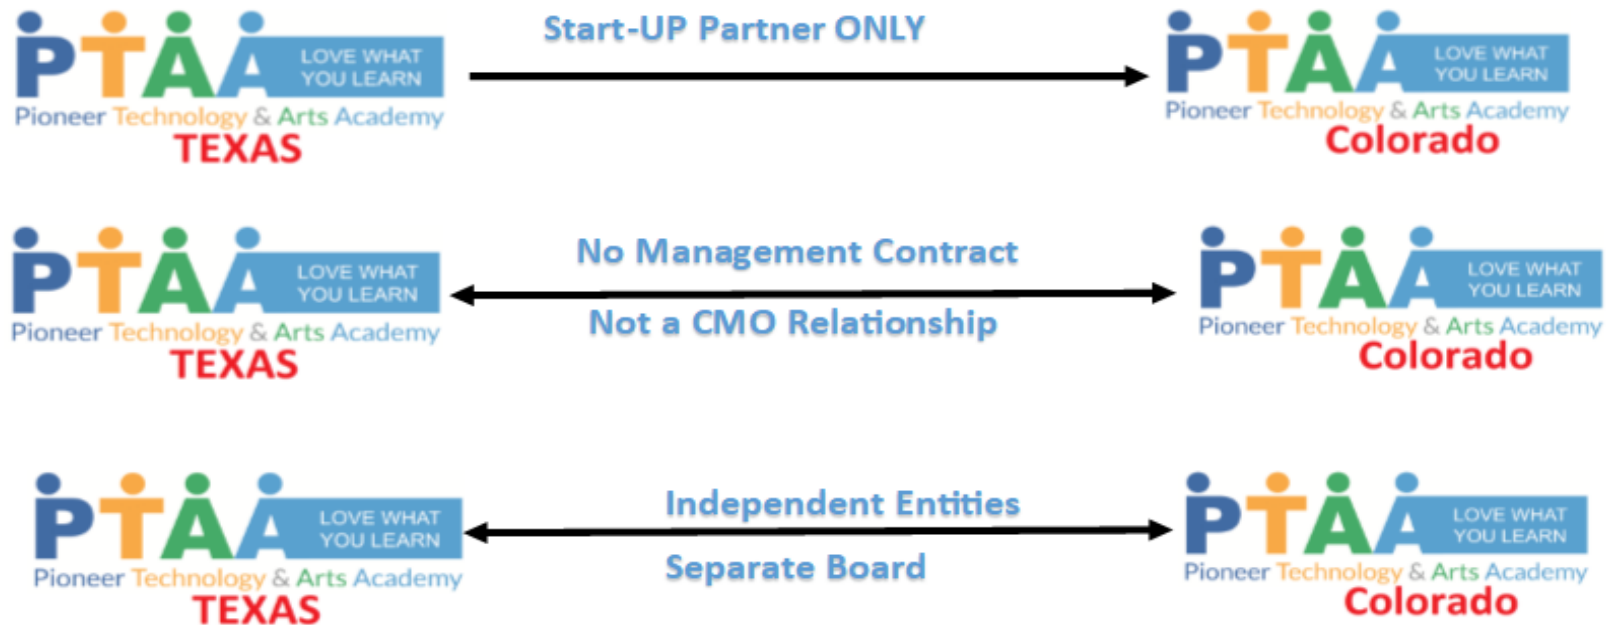 Start-UP Partner ONLY
PTAA LOVE WHAT
YOU LEARN
Pioneer Technology & Arts Academy
TEXAS
PTAA LOVE WHAT
YOU LEARN
Pioneer Technology & Arts Academy
Colorado
No Management Contract
Not a CMO Relationship
PTAA LOVE WHAT
YOU LEARN
Pioneer Technology & Arts Academy
TEXAS
PTAA LOVE WHAT
YOU LEARN
Pioneer Technology & Arts Academy
Colorado
Independent Entities
Separate Board
PTAA LOVE WHAT
YOU LEARN
Pioneer Technology & Arts Academy
TEXAS
PTAA LOVE WHAT
YOU LEARN
Pioneer Technology & Arts Academy
Colorado